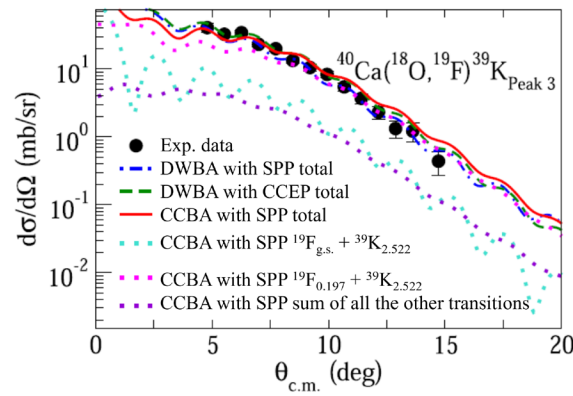 ⁴⁰Ca(¹⁸O,¹⁹F)³⁹K_Peak 3
dσ/dΩ (mb/sr)
10¹
10⁰
10⁻¹
10⁻²
Exp. data
DWBA with SPP total
DWBA with CCEP total
CCBA with SPP total
CCBA with SPP ¹⁹F_g.s. + ³⁹K_2.522
CCBA with SPP ¹⁹F_0.197 + ³⁹K_2.522
CCBA with SPP sum of all the other transitions
0 5 10 15 20
θ_c.m. (deg)